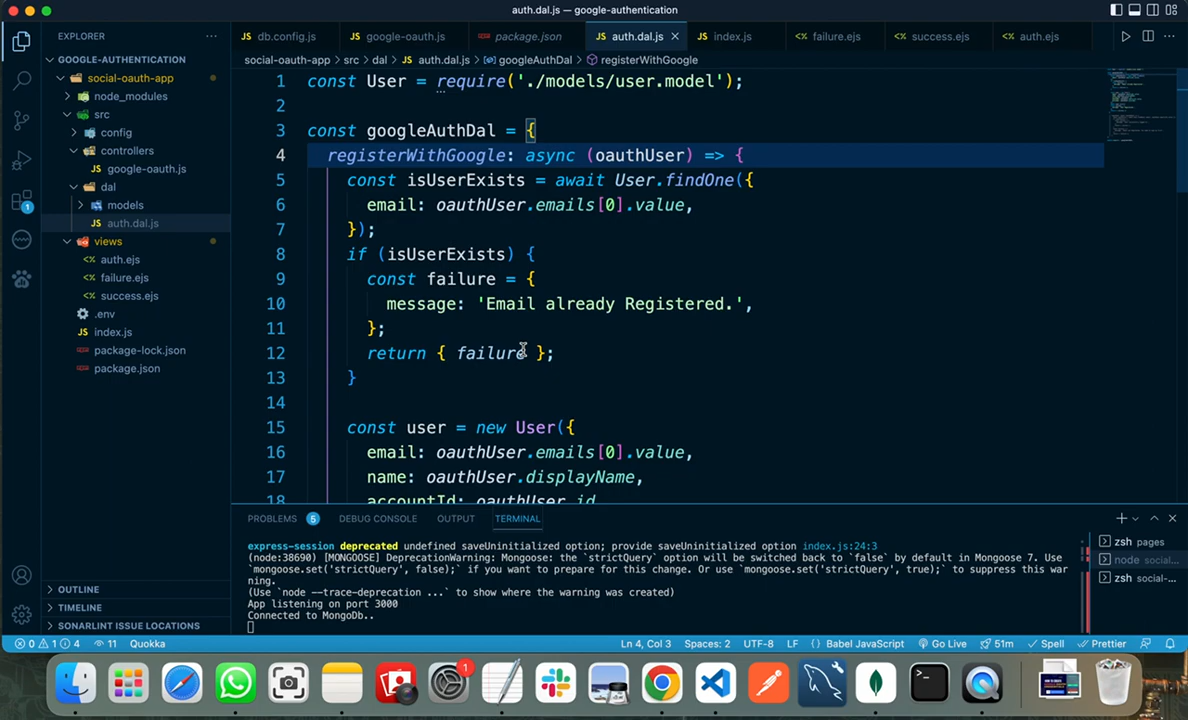 auth.dal.js — google-authentication
EXPLORER
db.config.js
google-oauth.js
package.json
auth.dal.js
index.js
failure.ejs
success.ejs
auth.ejs
GOOGLE-AUTHENTICATION
social-oauth-app
node_modules
src
config
controllers
google-oauth.js
dal
models
auth.dal.js
views
auth.ejs
failure.ejs
success.ejs
.env
index.js
package-lock.json
package.json
OUTLINE
TIMELINE
SONARLINT ISSUE LOCATIONS
social-oauth-app > src > dal > auth.dal.js > googleAuthDal > registerWithGoogle
1 const User = require('./models/user.model');
2
3 const googleAuthDal = {
4 registerWithGoogle: async (oauthUser) => {
5 const isUserExists = await User.findOne({
6 email: oauthUser.emails[0].value,
7 });
8 if (isUserExists) {
9 const failure = {
10 message: 'Email already Registered.',
11 };
12 return { failure };
13 }
14
15 const user = new User({
16 email: oauthUser.emails[0].value,
17 name: oauthUser.displayName,
18 accountId: oauthUser.id
PROBLEMS 5 DEBUG CONSOLE OUTPUT TERMINAL
express-session deprecated undefined saveUninitialized option; provide saveUninitialized option index.js:24:3
(node:38690) [MONGOOSE] DeprecationWarning: Mongoose: the `strictQuery` option will be switched back to `false` by default in Mongoose 7. Use
`mongoose.set('strictQuery', false);` if you want to prepare for this change. Or use `mongoose.set('strictQuery', true);` to suppress this war
ning.
(Use `node --trace-deprecation ...` to show where the warning was created)
App listening on port 3000
Connected to MongoDb..
zsh pages
node social...
zsh social-...
1
0 1 4 11 Quokka Ln 4, Col 3 Spaces: 2 UTF-8 LF Babel JavaScript Go Live 51m Spell Prettier
1